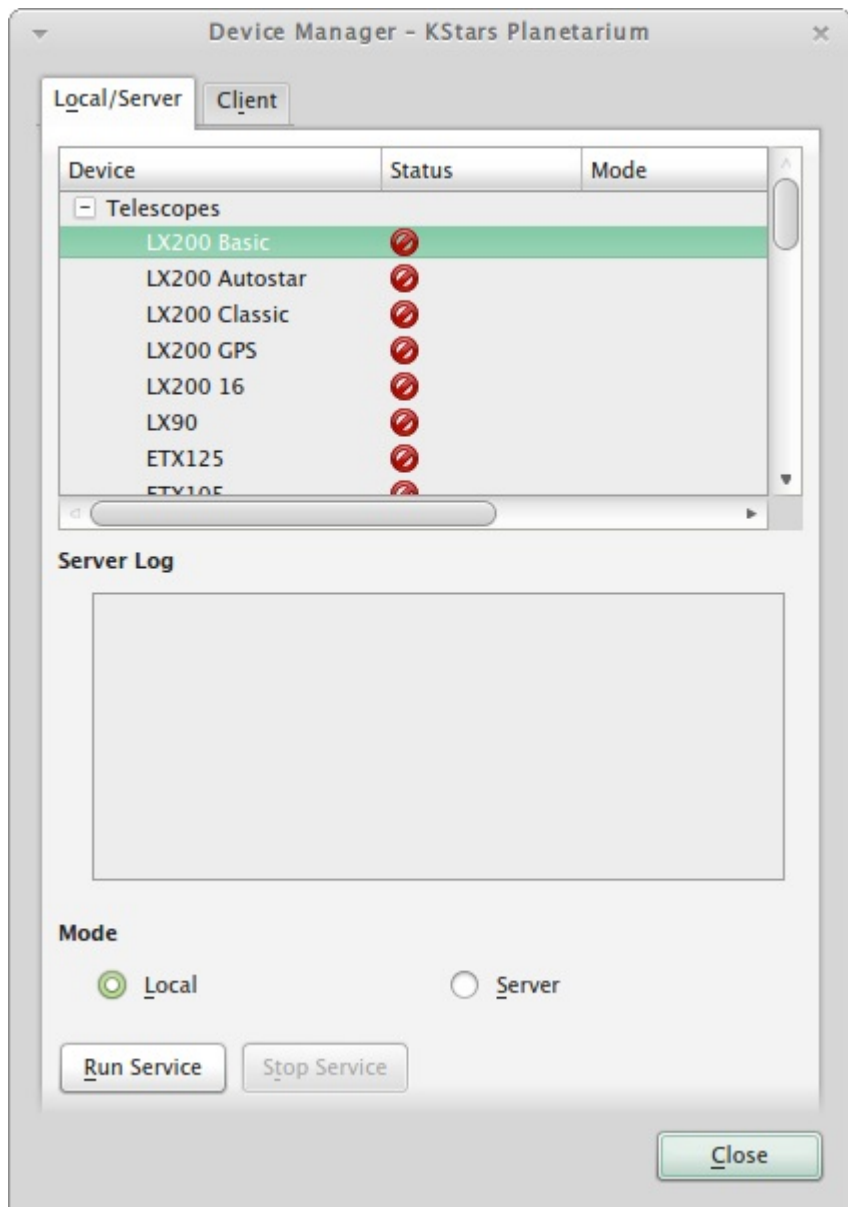 Device Manager – KStars Planetarium
Local/Server Client
Device Status Mode
Telescopes
LX200 Basic
LX200 Autostar
LX200 Classic
LX200 GPS
LX200 16
LX90
ETX125
ETX105
Server Log
Mode
Local Server
Run Service Stop Service
Close